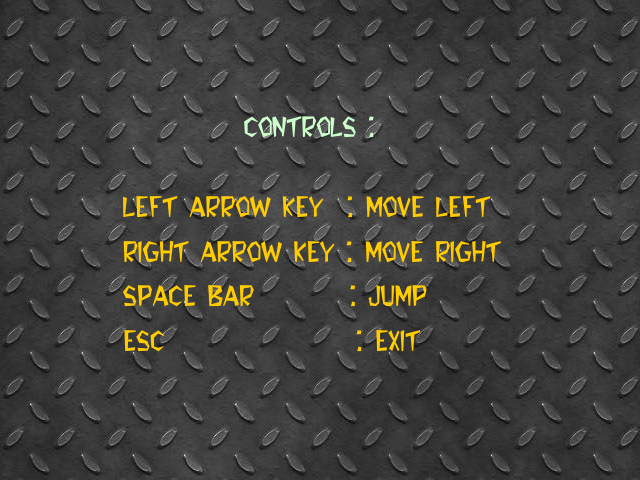 CONTROLS :
LEFT ARROW KEY : MOVE LEFT
RIGHT ARROW KEY : MOVE RIGHT
SPACE BAR : JUMP
ESC : EXIT